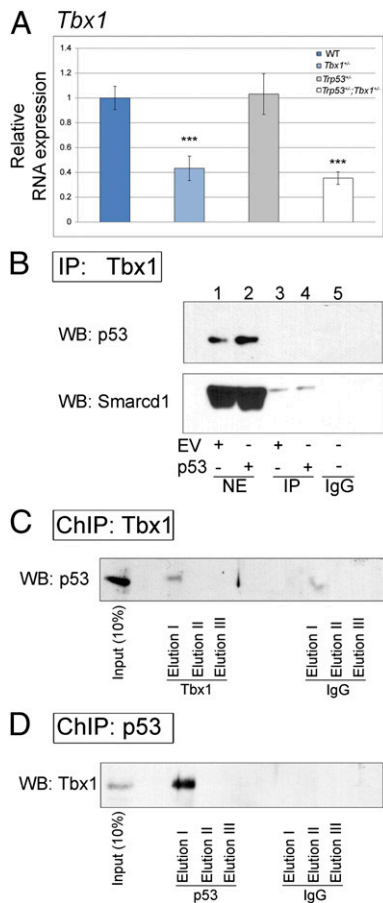 A
Tbx1
Relative
RNA expression
1.4
1.2
1
0.8
0.6
0.4
0.2
0
***
***
WT
Tbx1+/-
Trp53+/-
Trp53+/-;Tbx1+/-
B
IP: Tbx1
1 2 3 4 5
WB: p53
WB: Smarcd1
EV + - + - -
p53 - + - + -
NE IP IgG
C
ChIP: Tbx1
WB: p53
Input (10%)
Elution I
Elution II
Elution III
Tbx1
Elution I
Elution II
Elution III
IgG
D
ChIP: p53
WB: Tbx1
Input (10%)
Elution I
Elution II
Elution III
p53
Elution I
Elution II
Elution III
IgG